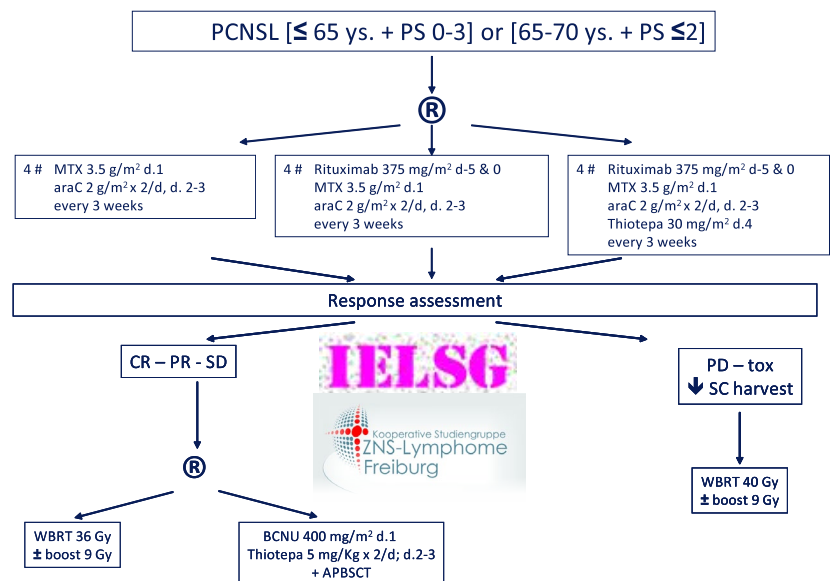 PCNSL [≤ 65 ys. + PS 0-3] or [65-70 ys. + PS ≤2]
®
4 # MTX 3.5 g/m² d.1
araC 2 g/m² x 2/d, d. 2-3
every 3 weeks
4 # Rituximab 375 mg/m² d-5 & 0
MTX 3.5 g/m² d.1
araC 2 g/m² x 2/d, d. 2-3
every 3 weeks
4 # Rituximab 375 mg/m² d-5 & 0
MTX 3.5 g/m² d.1
araC 2 g/m² x 2/d, d. 2-3
Thiotepa 30 mg/m² d.4
every 3 weeks
Response assessment
CR – PR - SD
IELSG
Kooperative Studiengruppe
ZNS-Lymphome
Freiburg
PD – tox
↓ SC harvest
®
WBRT 40 Gy
± boost 9 Gy
WBRT 36 Gy
± boost 9 Gy
BCNU 400 mg/m² d.1
Thiotepa 5 mg/Kg x 2/d; d.2-3
+ APBSCT